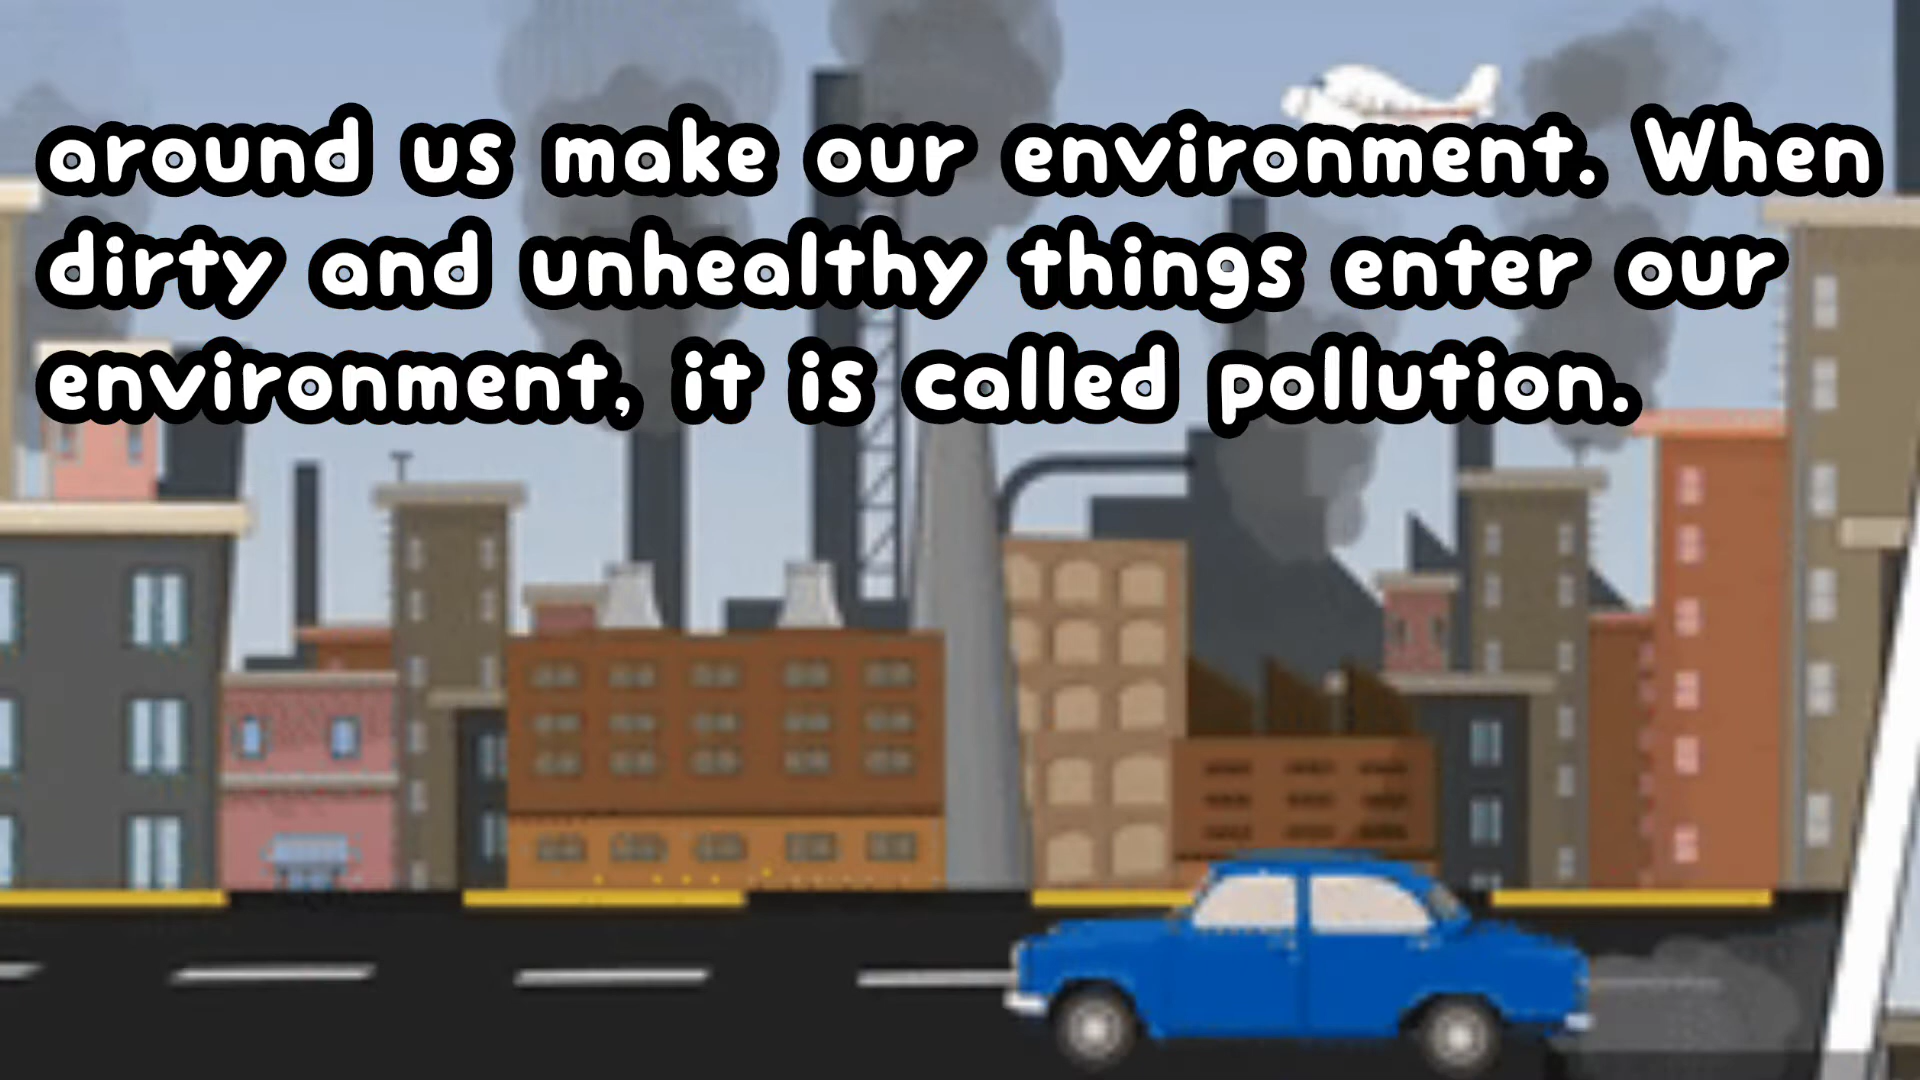 around us make our environment. When
dirty and unhealthy things enter our
environment, it is called pollution.